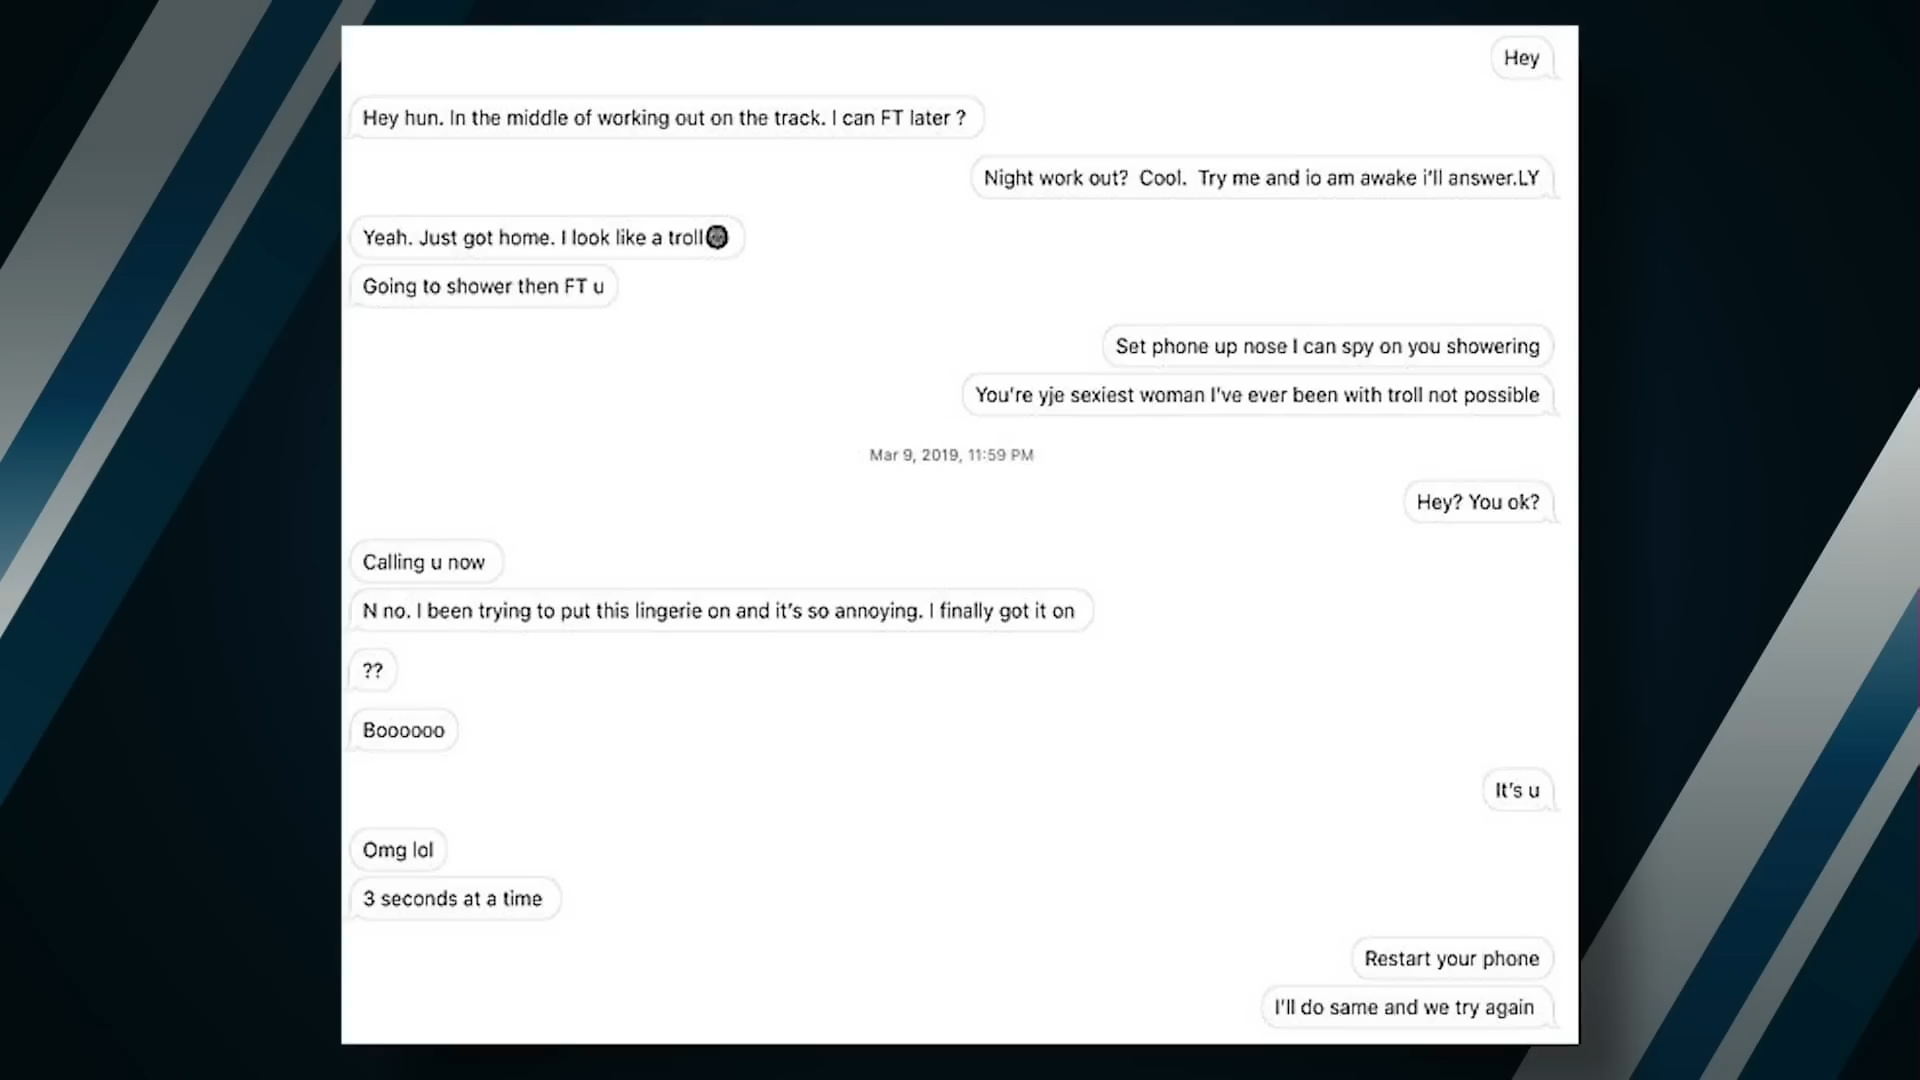 Hey
Hey hun. In the middle of working out on the track. I can FT later ?
Night work out?  Cool.  Try me and io am awake i'll answer.LY
Yeah. Just got home. I look like a troll
Going to shower then FT u
Set phone up nose I can spy on you showering
You're yje sexiest woman I've ever been with troll not possible
Mar 9, 2019, 11:59 PM
Hey? You ok?
Calling u now
N no. I been trying to put this lingerie on and it's so annoying. I finally got it on
??
Boooooo
It's u
Omg lol
3 seconds at a time
Restart your phone
I'll do same and we try again